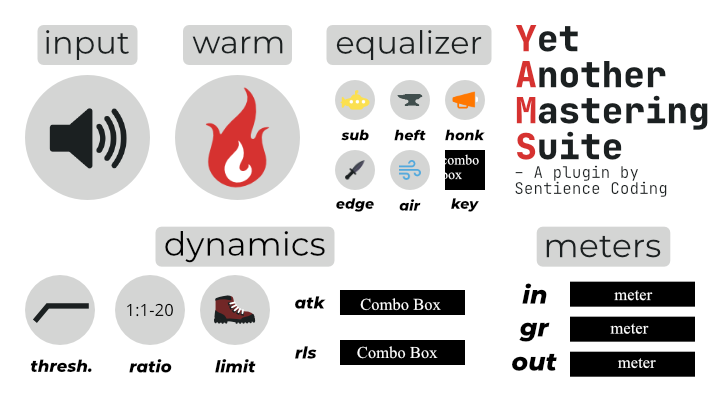 input
warm
equalizer
Yet
Another
Mastering
Suite
– A plugin by
Sentience Coding
sub
heft
honk
combo
box
edge
air
key
dynamics
meters
1:1-20
thresh.
ratio
limit
atk
Combo Box
rls
Combo Box
in
meter
gr
meter
out
meter